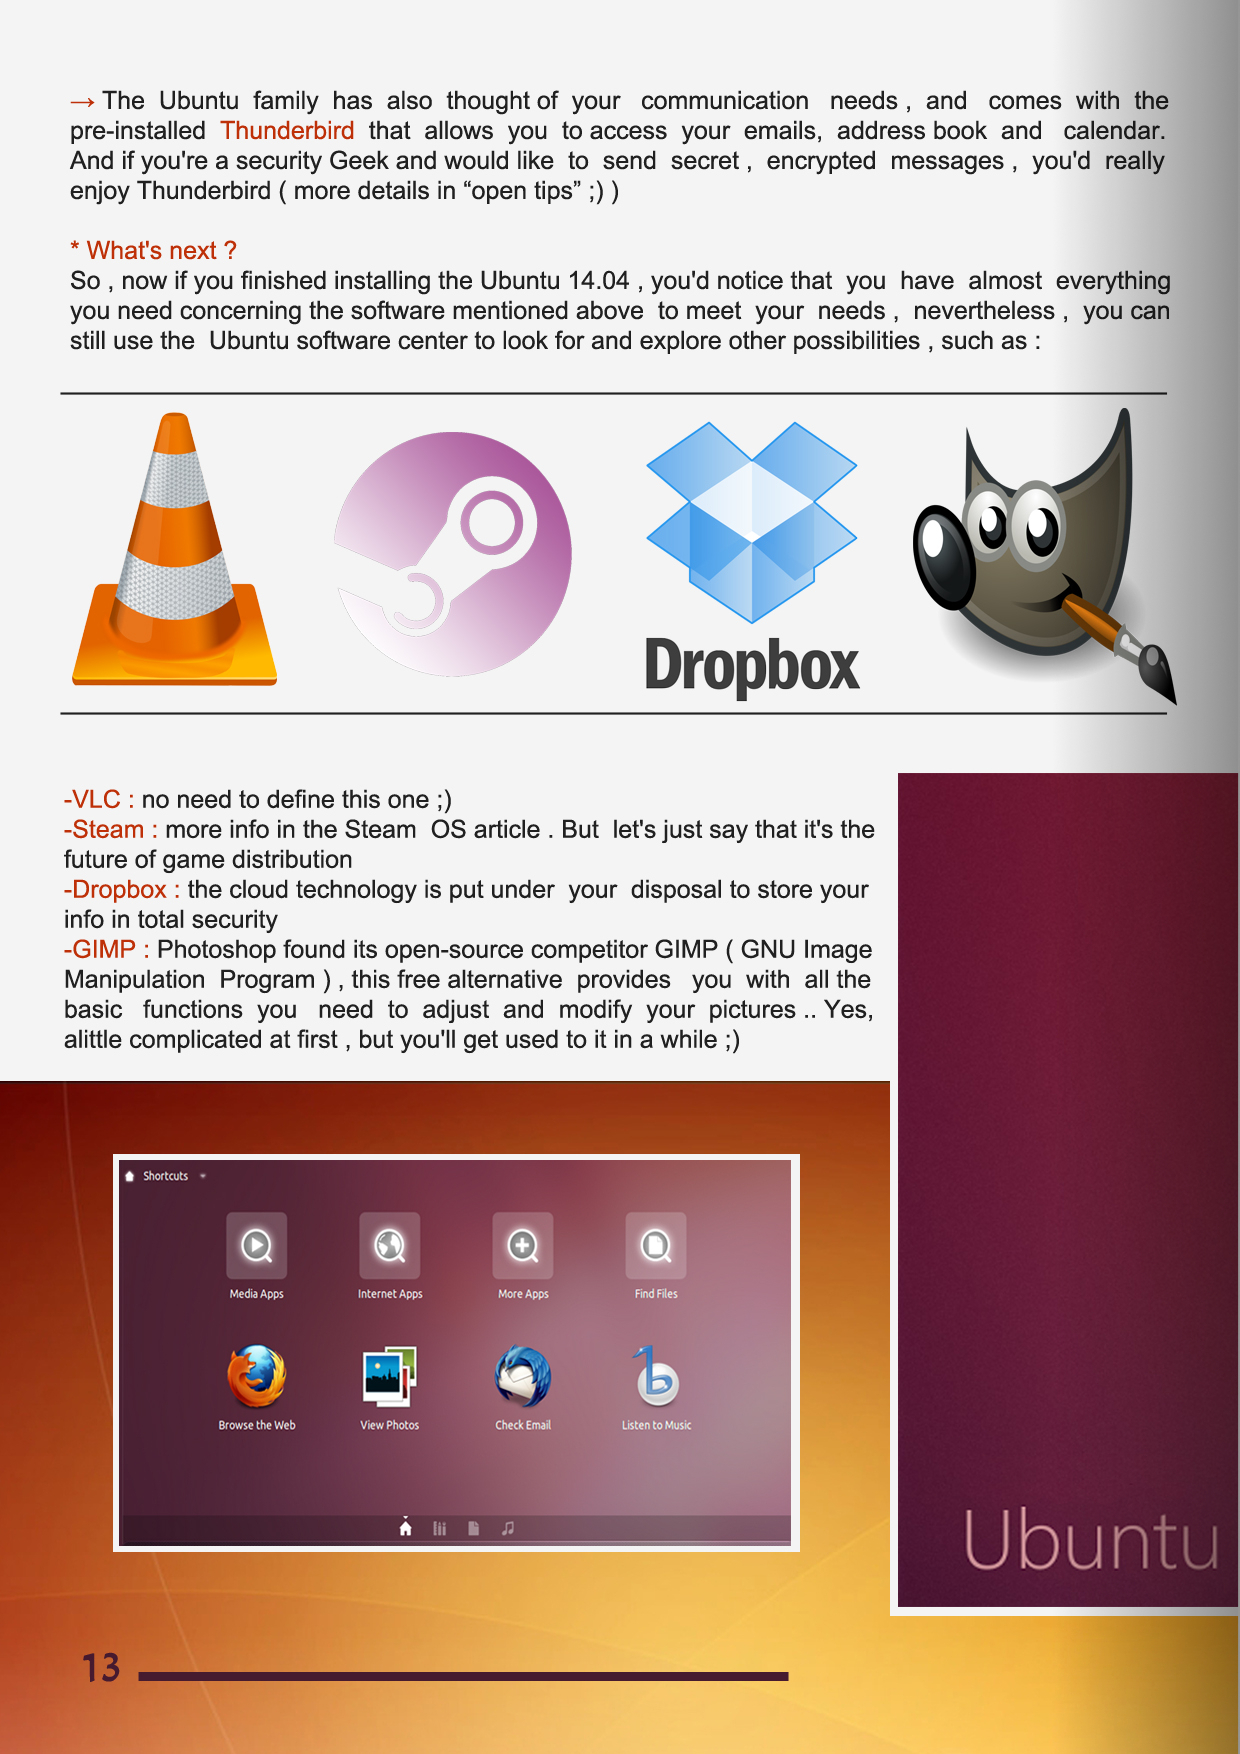 → The Ubuntu family has also thought of your communication needs , and comes with the
pre-installed Thunderbird that allows you to access your emails, address book and calendar.
And if you're a security Geek and would like to send secret , encrypted messages , you'd really
enjoy Thunderbird ( more details in “open tips” ;) )
* What's next ?
So , now if you finished installing the Ubuntu 14.04 , you'd notice that you have almost everything
you need concerning the software mentioned above to meet your needs , nevertheless , you can
still use the Ubuntu software center to look for and explore other possibilities , such as :
Dropbox
-VLC : no need to define this one ;)
-Steam : more info in the Steam OS article . But let's just say that it's the
future of game distribution
-Dropbox : the cloud technology is put under your disposal to store your
info in total security
-GIMP : Photoshop found its open-source competitor GIMP ( GNU Image
Manipulation Program ) , this free alternative provides you with all the
basic functions you need to adjust and modify your pictures .. Yes,
alittle complicated at first , but you'll get used to it in a while ;)
Shortcuts
Media Apps Internet Apps More Apps Find Files
Browse the Web View Photos Check Email Listen to Music
Ubuntu
13